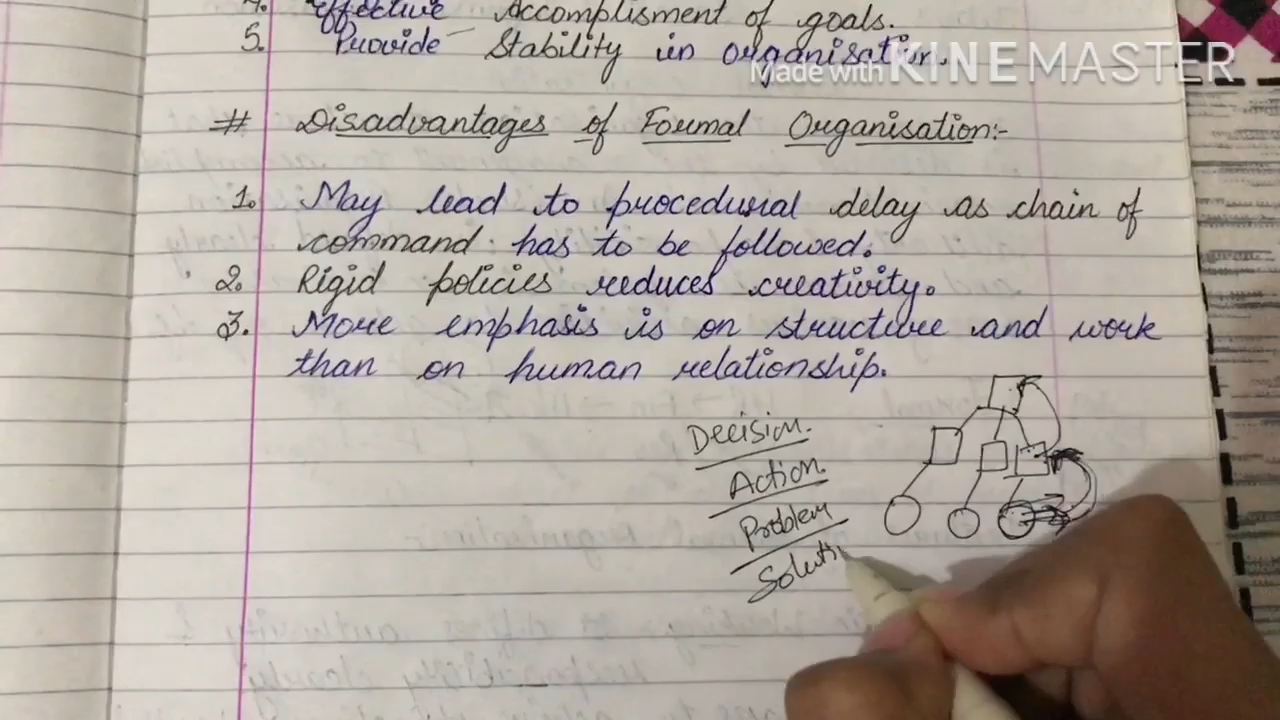 4. Effective Accomplisment of goals.
5. Provide Stability in organisation.
Made with KINEMASTER
# Disadvantages of Formal Organisation:-
1. May lead to procedural delay as chain of
command has to be followed.
2. Rigid policies reduces creativity.
3. More emphasis is on structure and work
than on human relationship.
Decision.
Action.
Problem
Soluti